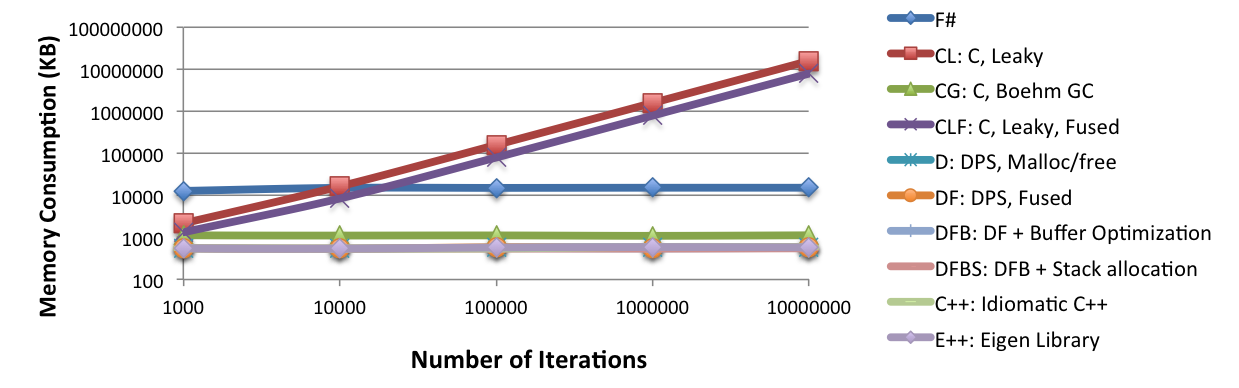 Memory Consumption (KB)
100000000
10000000
1000000
100000
10000
1000
100
1000
10000
100000
1000000
10000000
Number of Iterations
F#
CL: C, Leaky
CG: C, Boehm GC
CLF: C, Leaky, Fused
D: DPS, Malloc/free
DF: DPS, Fused
DFB: DF + Buffer Optimization
DFBS: DFB + Stack allocation
C++: Idiomatic C++
E++: Eigen Library